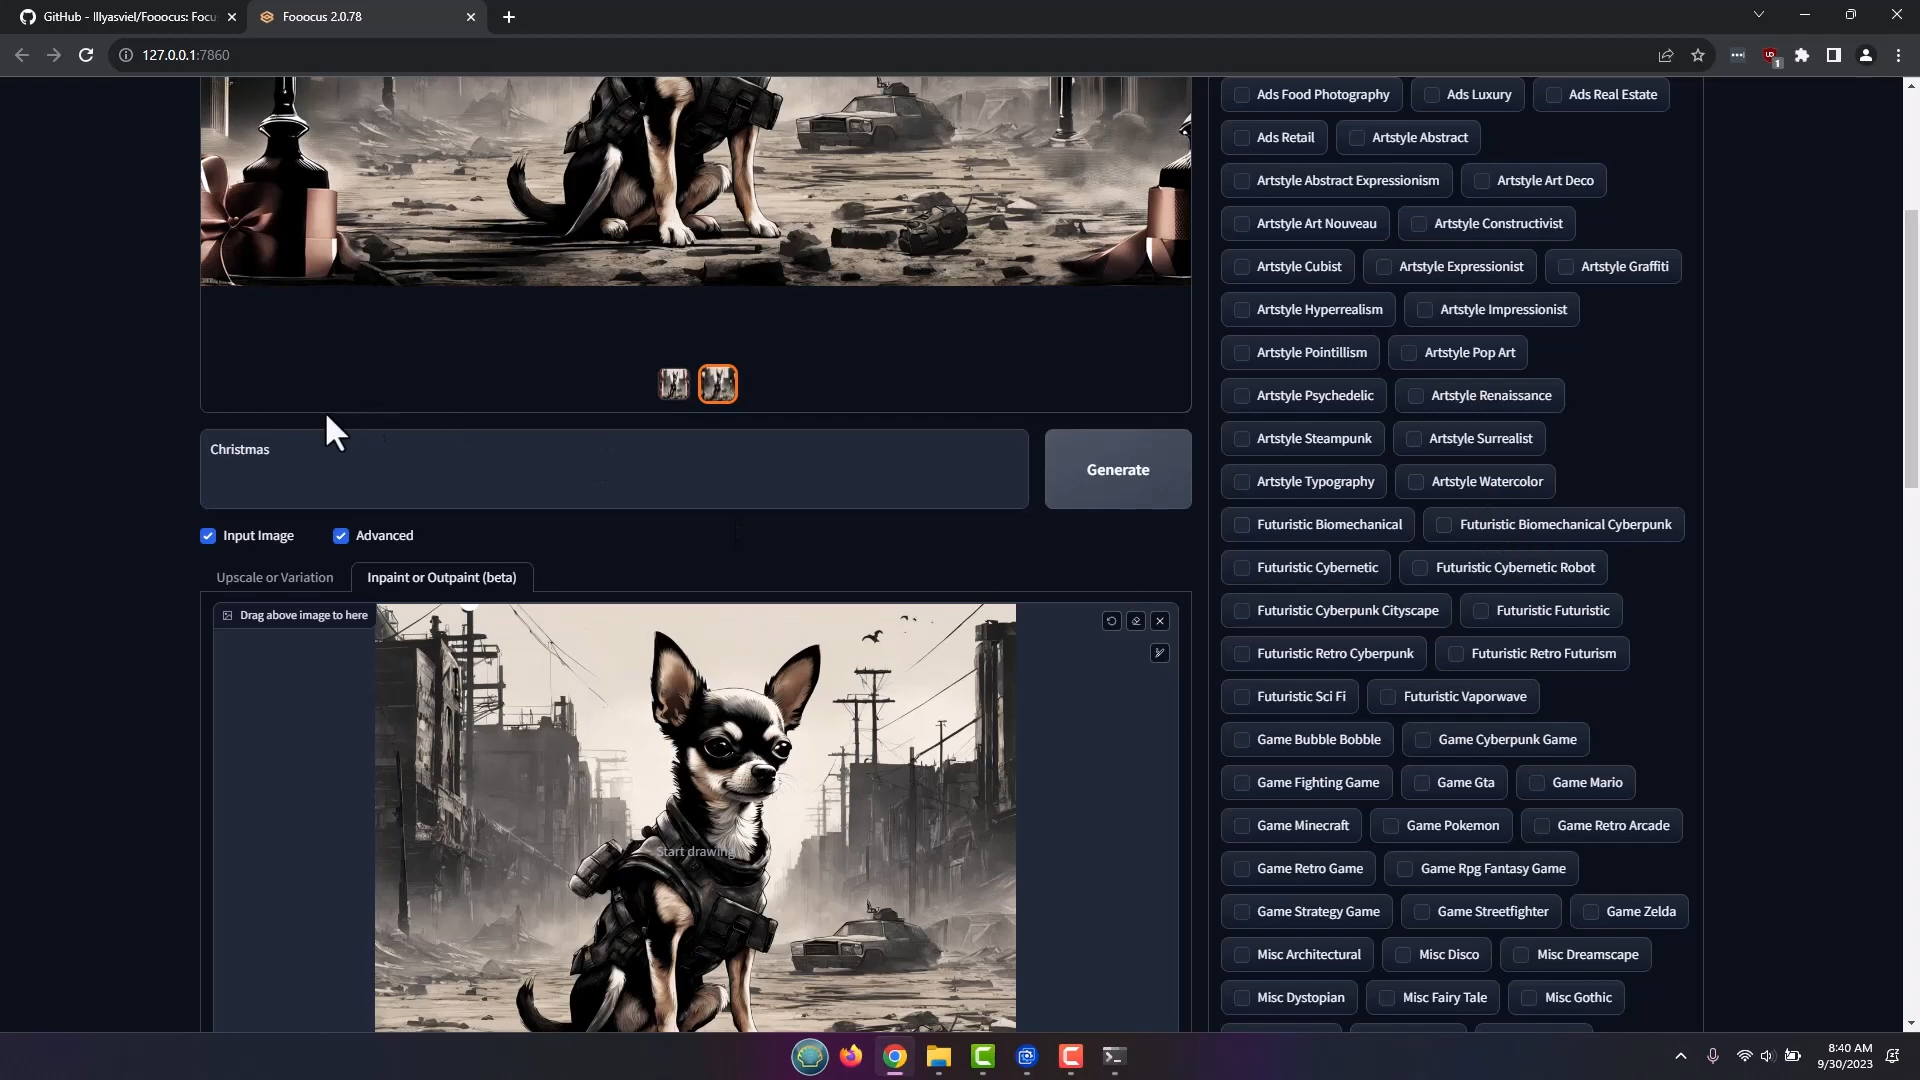 GitHub - lllyasviel/Fooocus: Focu
Fooocus 2.0.78
127.0.0.1:7860
UD
1
Ads Food Photography
Ads Luxury
Ads Real Estate
Ads Retail
Artstyle Abstract
Artstyle Abstract Expressionism
Artstyle Art Deco
Artstyle Art Nouveau
Artstyle Constructivist
Artstyle Cubist
Artstyle Expressionist
Artstyle Graffiti
Artstyle Hyperrealism
Artstyle Impressionist
Artstyle Pointillism
Artstyle Pop Art
Artstyle Psychedelic
Artstyle Renaissance
Artstyle Steampunk
Artstyle Surrealist
Artstyle Typography
Artstyle Watercolor
Futuristic Biomechanical
Futuristic Biomechanical Cyberpunk
Futuristic Cybernetic
Futuristic Cybernetic Robot
Futuristic Cyberpunk Cityscape
Futuristic Futuristic
Futuristic Retro Cyberpunk
Futuristic Retro Futurism
Futuristic Sci Fi
Futuristic Vaporwave
Game Bubble Bobble
Game Cyberpunk Game
Game Fighting Game
Game Gta
Game Mario
Game Minecraft
Game Pokemon
Game Retro Arcade
Game Retro Game
Game Rpg Fantasy Game
Game Strategy Game
Game Streetfighter
Game Zelda
Misc Architectural
Misc Disco
Misc Dreamscape
Misc Dystopian
Misc Fairy Tale
Misc Gothic
Christmas
Generate
Input Image
Advanced
Upscale or Variation
Inpaint or Outpaint (beta)
Drag above image to here
Start drawing
8:40 AM
9/30/2023